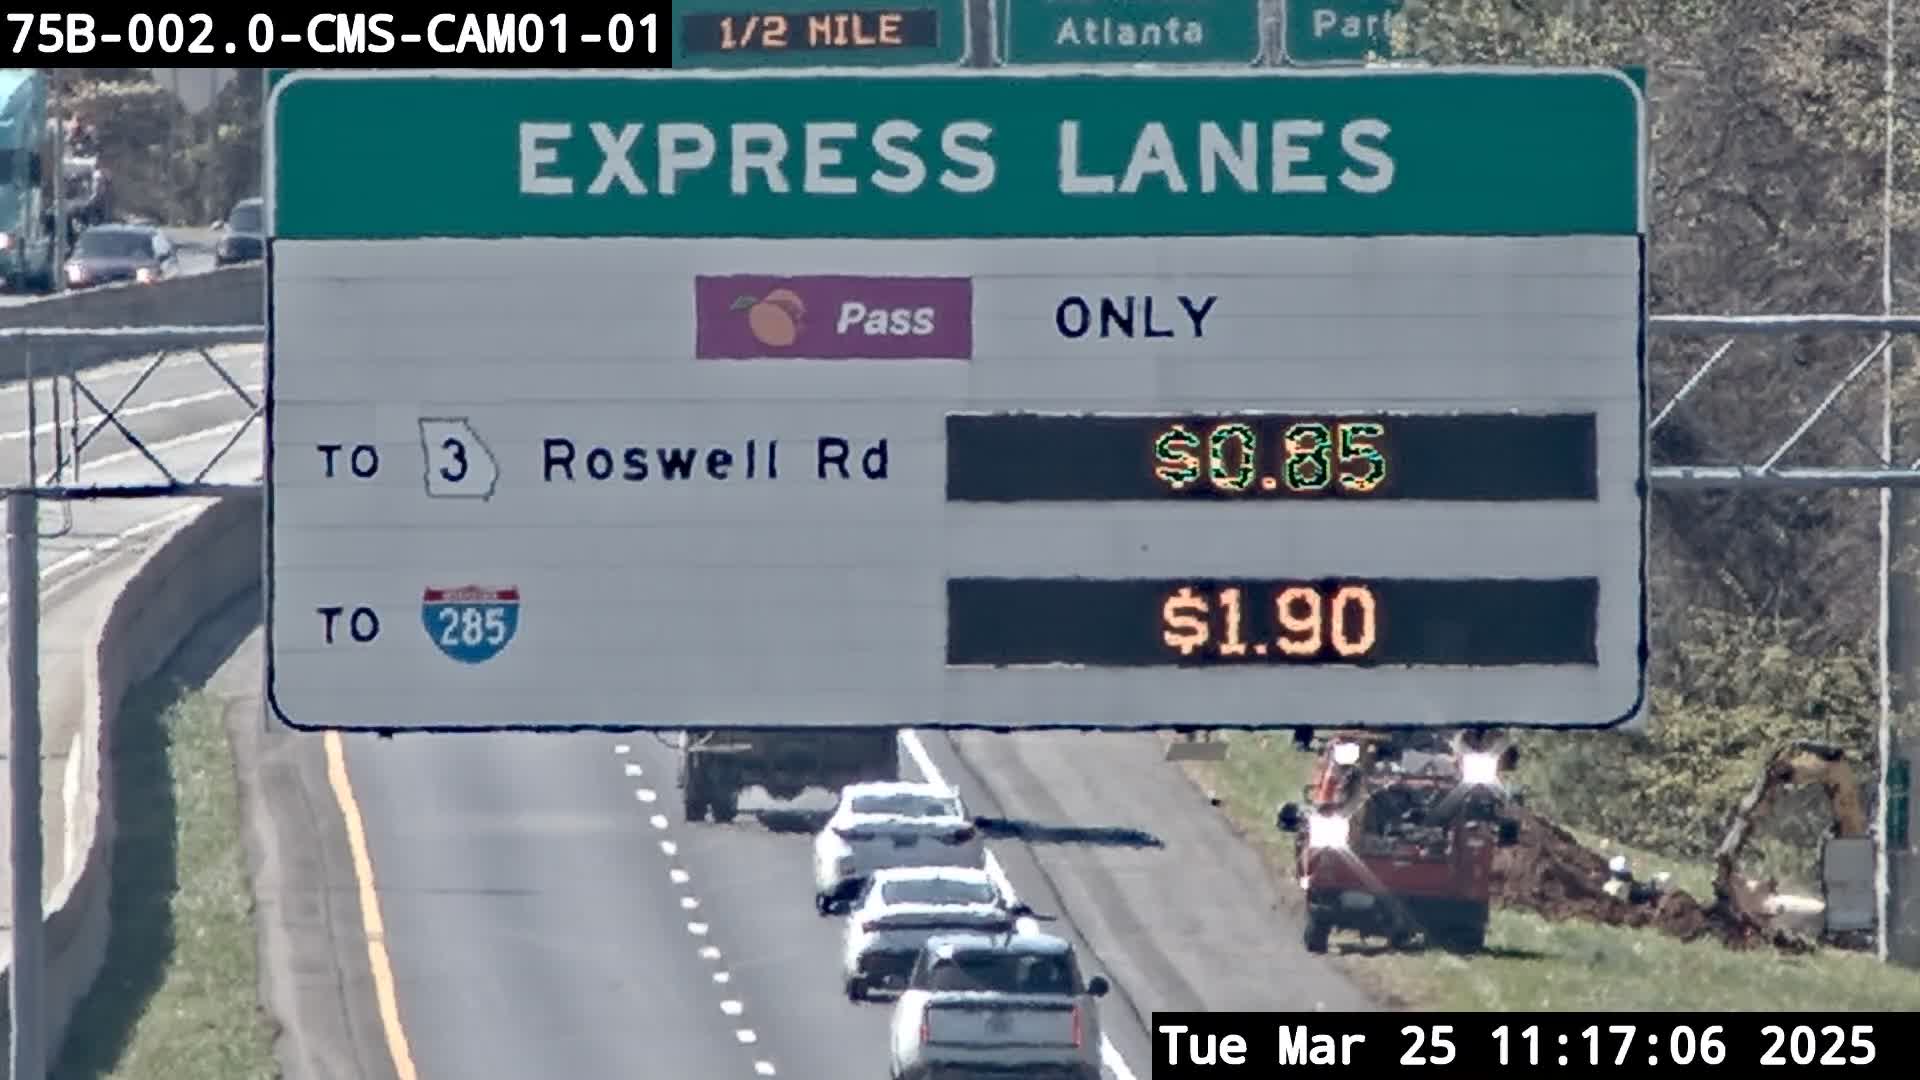 75B-002.0-CMS-CAM01-01
1/2 MILE
Atlanta
EXPRESS LANES
Pass ONLY
TO 3 Roswell Rd $0.85
TO 285 $1.90
Tue Mar 25 11:17:06 2025